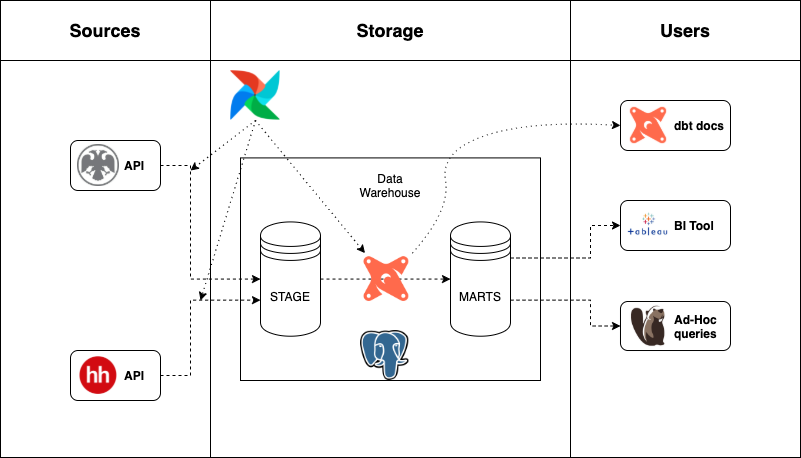 Sources
Storage
Users
API
Data
Warehouse
STAGE
MARTS
hh
API
dbt docs
+ableau
BI Tool
Ad-Hoc
queries